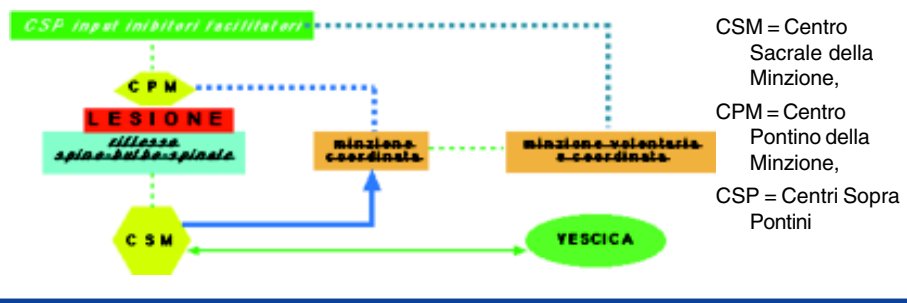 CSP input inibitori facilitatori
CPM
LESIONE
riflesso
spino-bulbo-spinale
minzione
coordinata
minzione volontaria
e coordinata
CSM
VESCICA
CSM = Centro
Sacrale della
Minzione,
CPM = Centro
Pontino della
Minzione,
CSP = Centri Sopra
Pontini